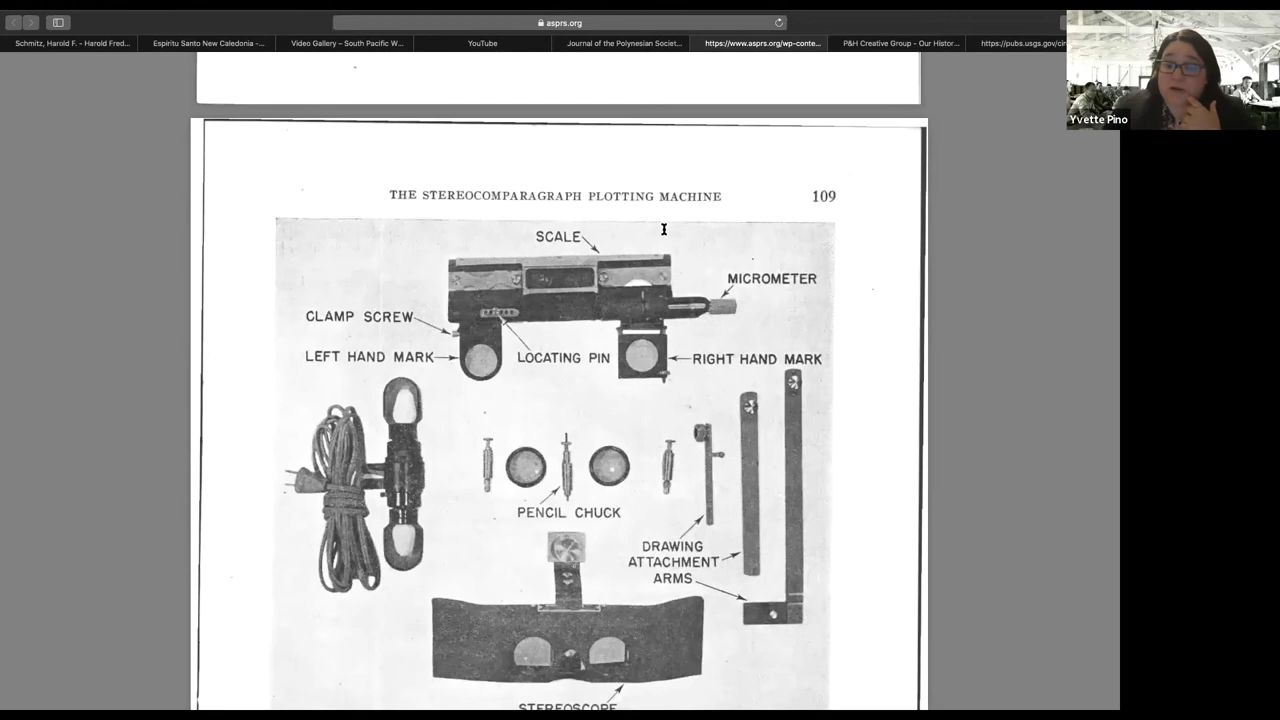 asprs.org
Schmitz, Harold F. - Harold Fred...
Espiritu Santo New Caledonia -...
Video Gallery – South Pacific W...
YouTube
Journal of the Polynesian Societ...
https://www.asprs.org/wp-conte...
P&H Creative Group - Our Histor...
https://pubs.usgs.gov/cir
Yvette Pino
THE STEREOCOMPARAGRAPH PLOTTING MACHINE 109
SCALE
MICROMETER
CLAMP SCREW
LEFT HAND MARK
LOCATING PIN
RIGHT HAND MARK
PENCIL CHUCK
DRAWING
ATTACHMENT
ARMS
STEREOSCOPE